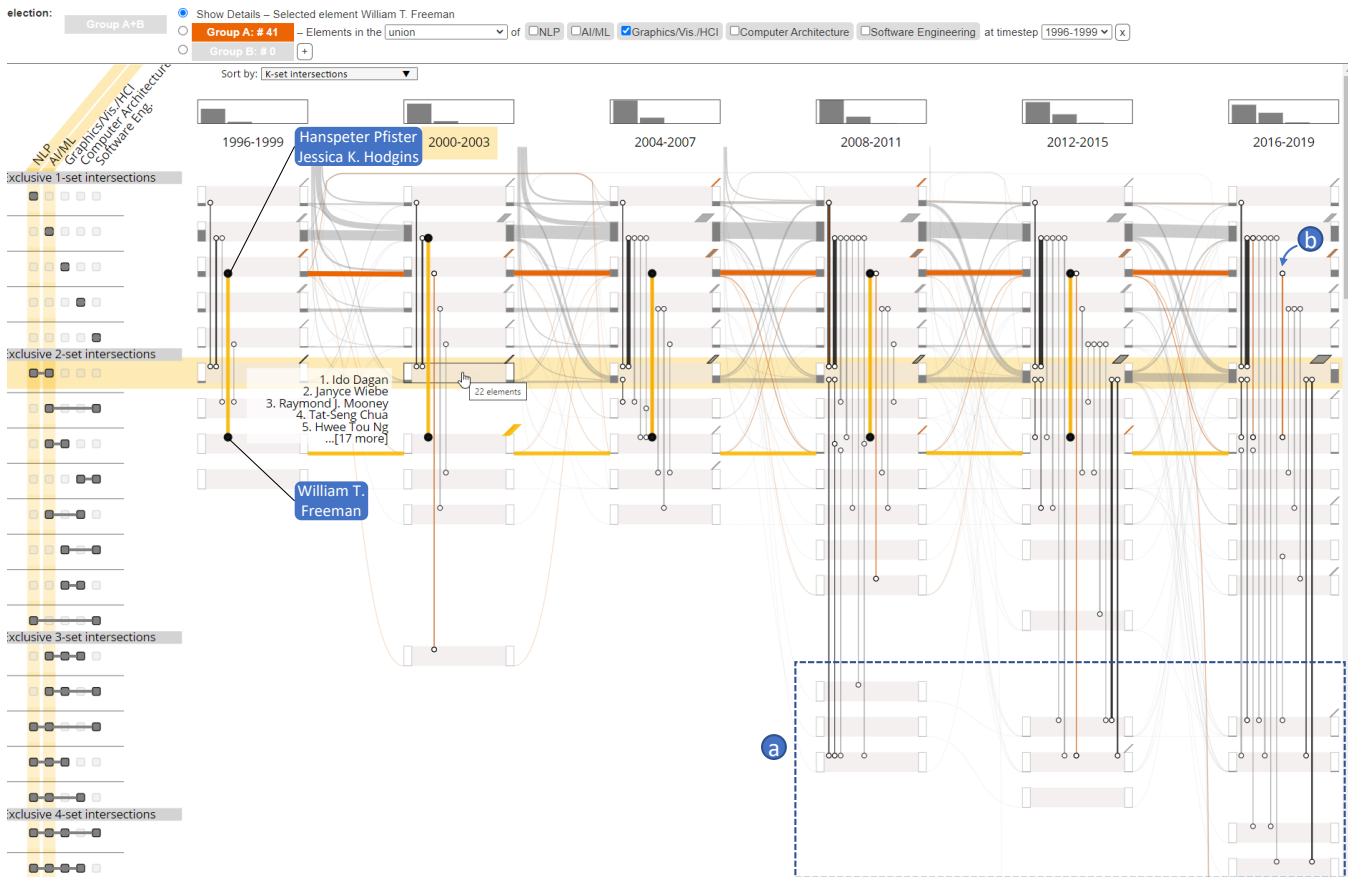 election:
Group A+B
Show Details – Selected element William T. Freeman
Group A: # 41 – Elements in the union of NLP AI/ML Graphics/Vis./HCI Computer Architecture Software Engineering at timestep 1996-1999 x
Group B: # 0 +
Sort by: K-set intersections
NLP
AI/ML
Graphics/Vis./HCI
Computer Architecture
Software Eng.
1996-1999 2000-2003 2004-2007 2008-2011 2012-2015 2016-2019
Hanspeter Pfister
Jessica K. Hodgins
Exclusive 1-set intersections
b
Exclusive 2-set intersections
1. Ido Dagan
2. Janyce Wiebe
3. Raymond J. Mooney
4. Tat-Seng Chua
5. Hwee Tou Ng
...[17 more]
22 elements
William T.
Freeman
Exclusive 3-set intersections
a
Exclusive 4-set intersections